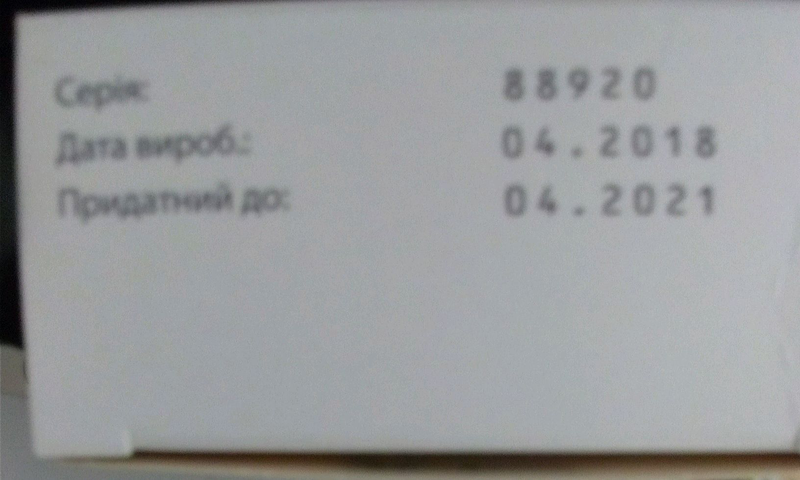 Серія: 88920
Дата вироб.: 04.2018
Придатний до: 04.2021